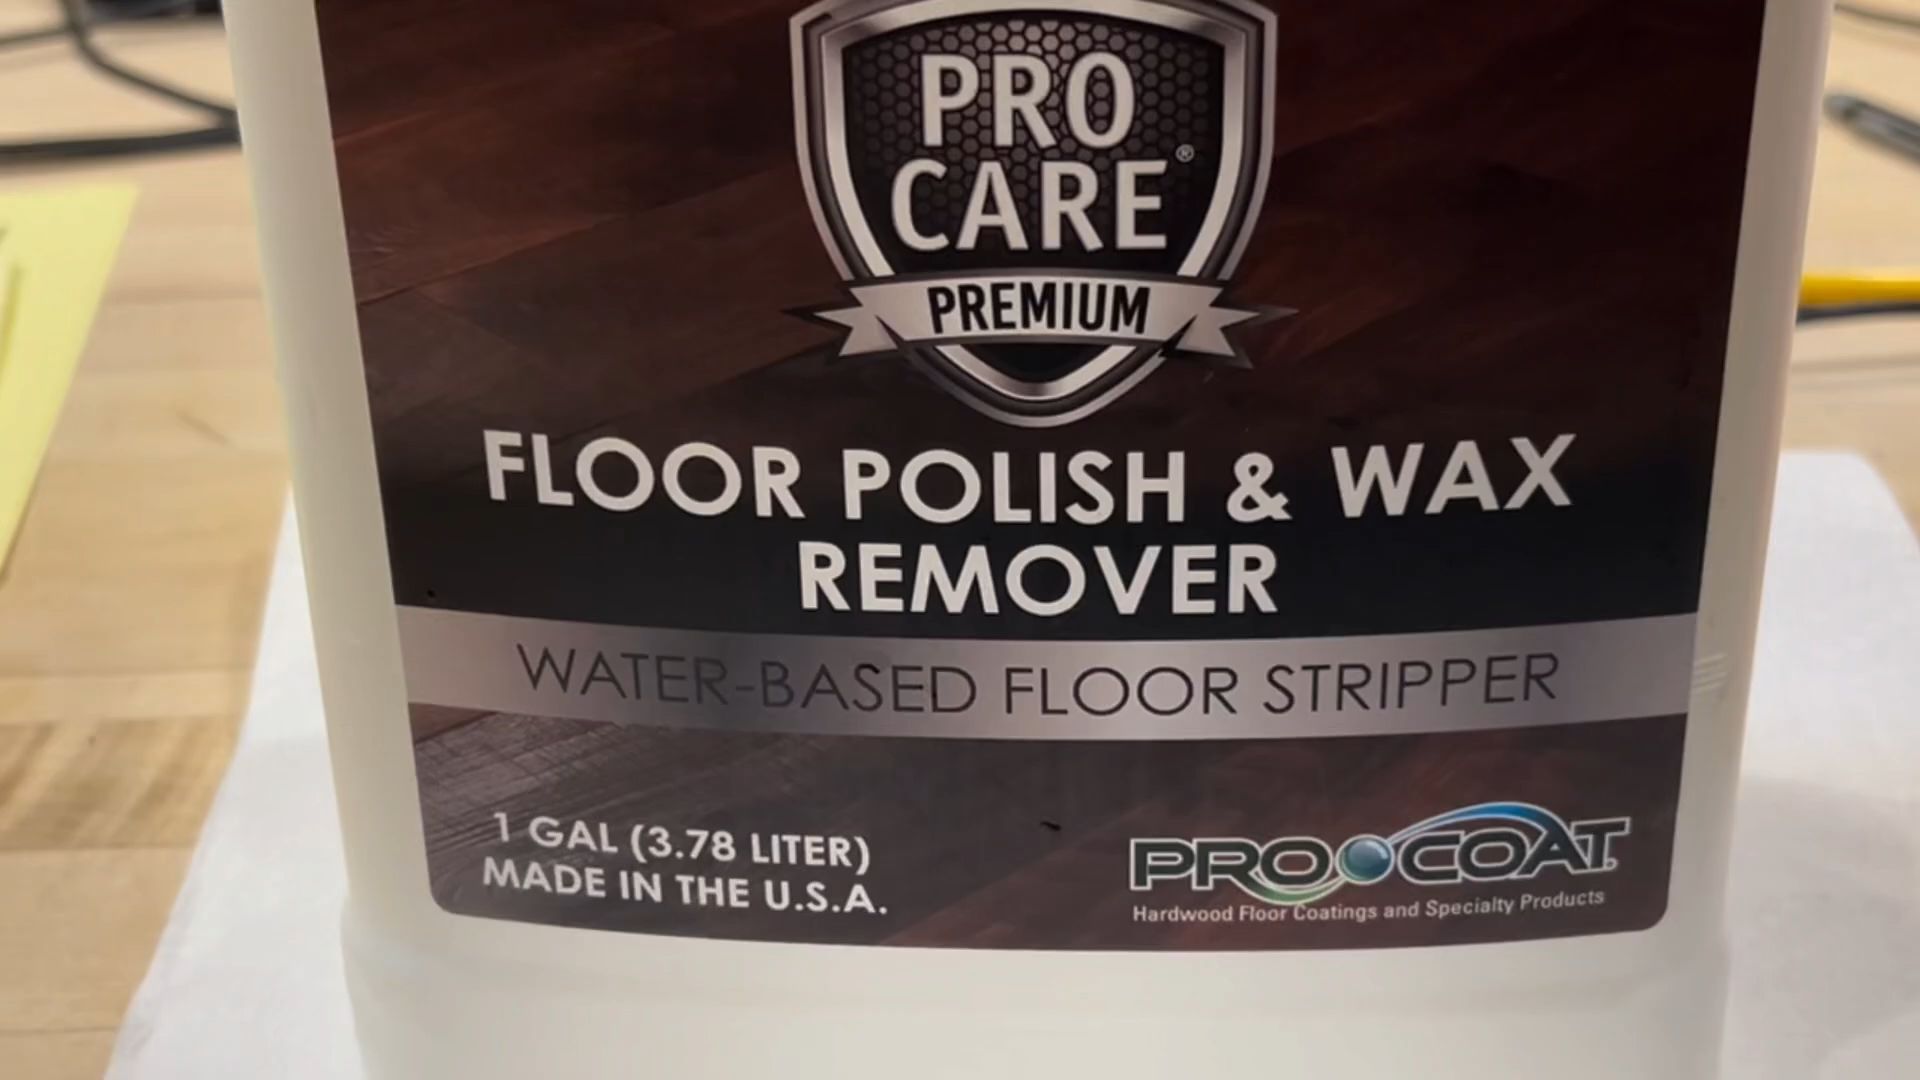 PRO
CARE®
PREMIUM
FLOOR POLISH & WAX
REMOVER
WATER-BASED FLOOR STRIPPER
1 GAL (3.78 LITER)
MADE IN THE U.S.A.
PRO COAT
Hardwood Floor Coatings and Specialty Products